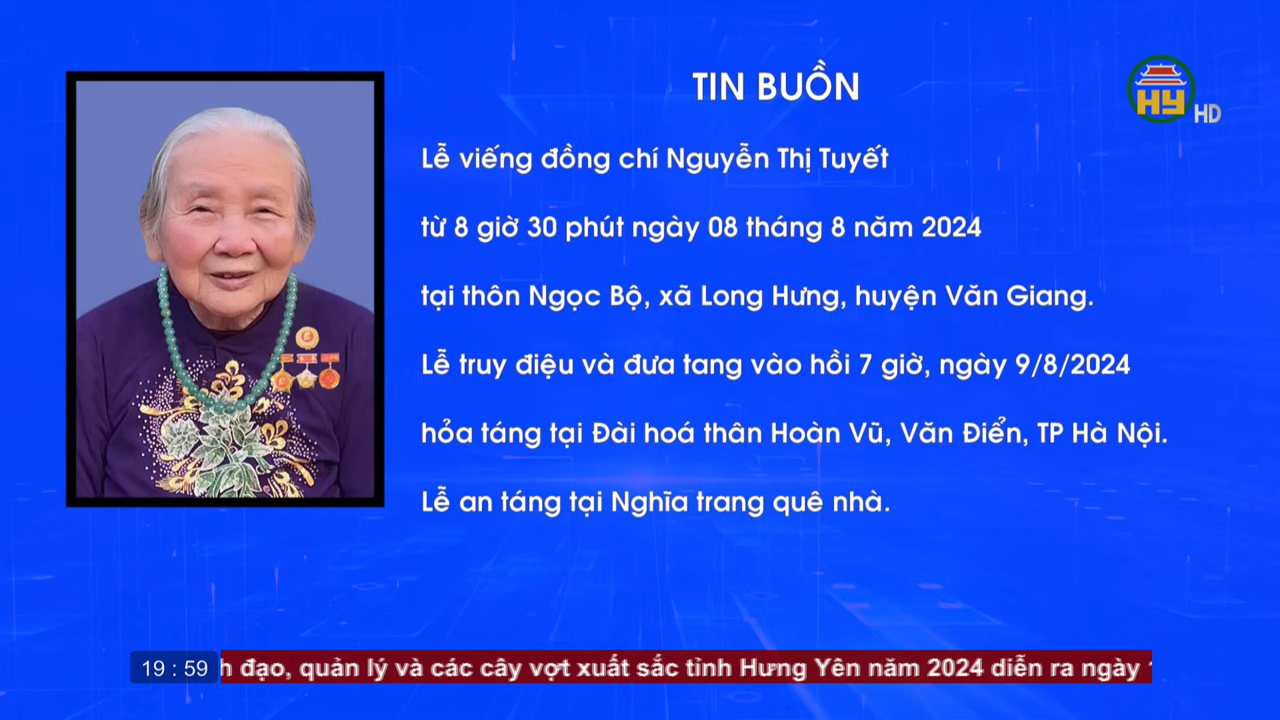 TIN BUỒN
HY HD
Lễ viếng đồng chí Nguyễn Thị Tuyết
từ 8 giờ 30 phút ngày 08 tháng 8 năm 2024
tại thôn Ngọc Bộ, xã Long Hưng, huyện Văn Giang.
Lễ truy điệu và đưa tang vào hồi 7 giờ, ngày 9/8/2024
hỏa táng tại Đài hoá thân Hoàn Vũ, Văn Điển, TP Hà Nội.
Lễ an táng tại Nghĩa trang quê nhà.
19 : 59 h đạo, quản lý và các cây vợt xuất sắc tỉnh Hưng Yên năm 2024 diễn ra ngày